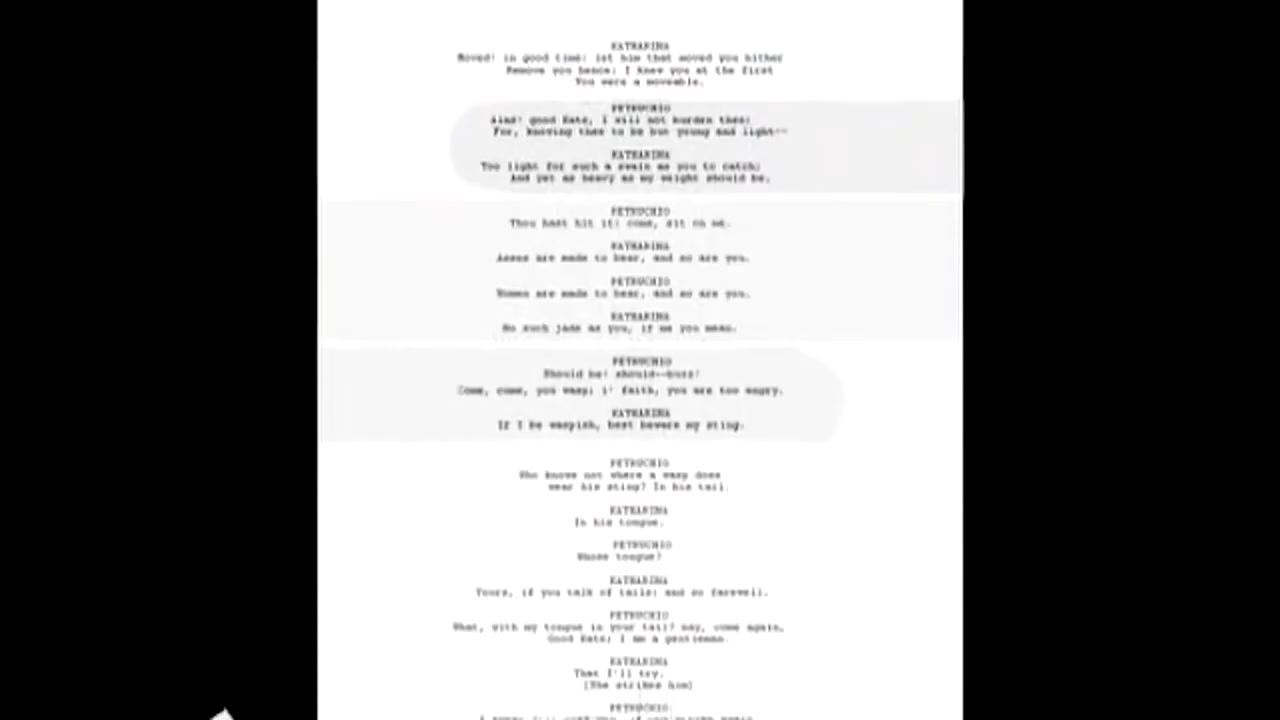 KATHARINA
Moved! in good time: let him that moved you hither
Remove you hence: I knew you at the first
You were a moveable.
PETRUCHIO
Alas! good Kate, I will not burden thee;
For, knowing thee to be but young and light--
KATHARINA
Too light for such a swain as you to catch;
And yet as heavy as my weight should be.
PETRUCHIO
Thou hast hit it: come, sit on me.
KATHARINA
Asses are made to bear, and so are you.
PETRUCHIO
Women are made to bear, and so are you.
KATHARINA
No such jade as you, if me you mean.
PETRUCHIO
Should be! should--buzz!
Come, come, you wasp; i' faith, you are too angry.
KATHARINA
If I be waspish, best beware my sting.
PETRUCHIO
Who knows not where a wasp does
wear his sting? In his tail.
KATHARINA
In his tongue.
PETRUCHIO
Whose tongue?
KATHARINA
Yours, if you talk of tails: and so farewell.
PETRUCHIO
What, with my tongue in your tail? nay, come again,
Good Kate; I am a gentleman.
KATHARINA
That I'll try.
[She strikes him]
PETRUCHIO